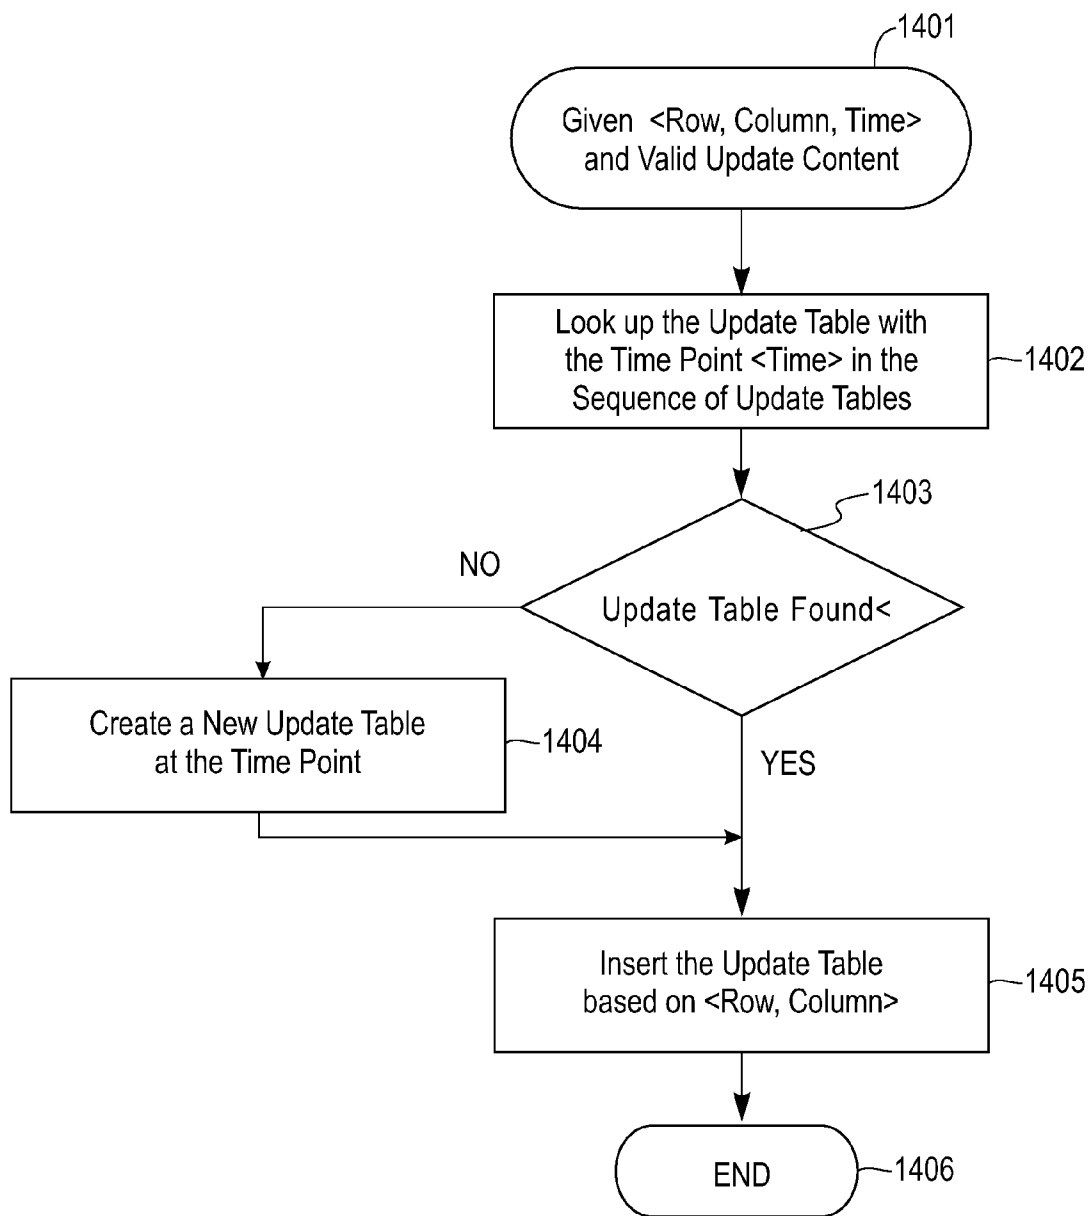 1401
Given <Row, Column, Time>
and Valid Update Content
Look up the Update Table with
the Time Point <Time> in the
Sequence of Update Tables
1402
1403
NO
Update Table Found<
Create a New Update Table
at the Time Point
1404
YES
Insert the Update Table
based on <Row, Column>
1405
END
1406